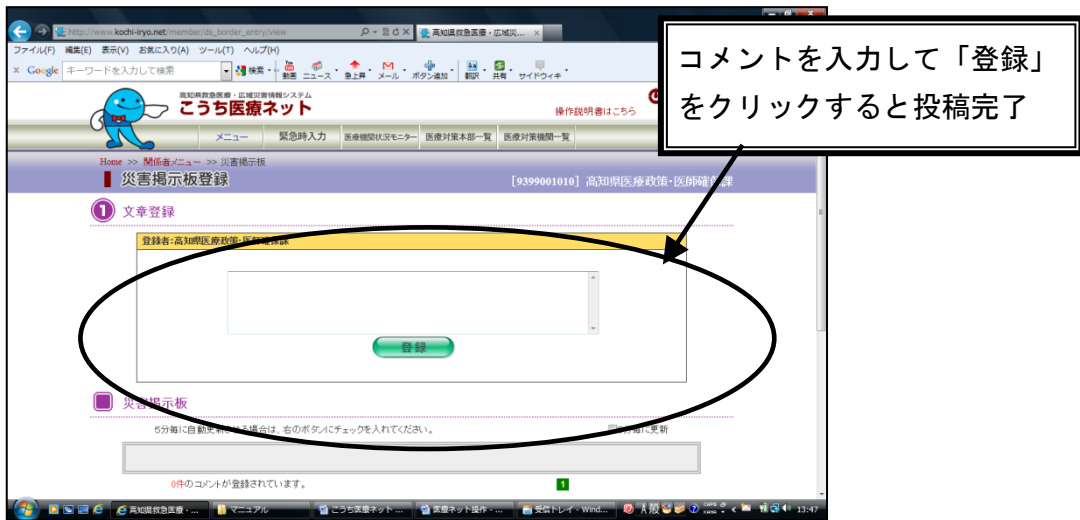 コメントを入力して「登録」
をクリックすると投稿完了
http://www.kochi-iryo.net/member/ds_border_entry/view
高知県救急医療・広域災... ×
ファイル(F) 編集(E) 表示(V) お気に入り(A) ツール(T) ヘルプ(H)
x Google キーワードを入力して検索 検索 動画 ニュース 急上昇 メール ボタン追加 翻訳 共有 サイドウィキ
高知県救急医療・広域災害情報システム
こうち医療ネット
操作説明書はこちら
メニュー 緊急時入力 医療機関状況モニター 医療対策本部一覧 医療対策機関一覧
Home >> 関係者メニュー >> 災害掲示板
災害掲示板登録
[9399001010] 高知県医療政策・医師確保課
1 文章登録
登録者:高知県医療政策・医師確保課
登録
災害掲示板
5分毎に自動更新させる場合は、右のボタンにチェックを入れてください。
5分毎に更新
0件のコメントが登録されています。
1
高知県救急医療・... マニュアル こうち医療ネット ... 医療ネット操作 - ... 受信トレイ - Wind... A 般 CAPS KANA 13:47